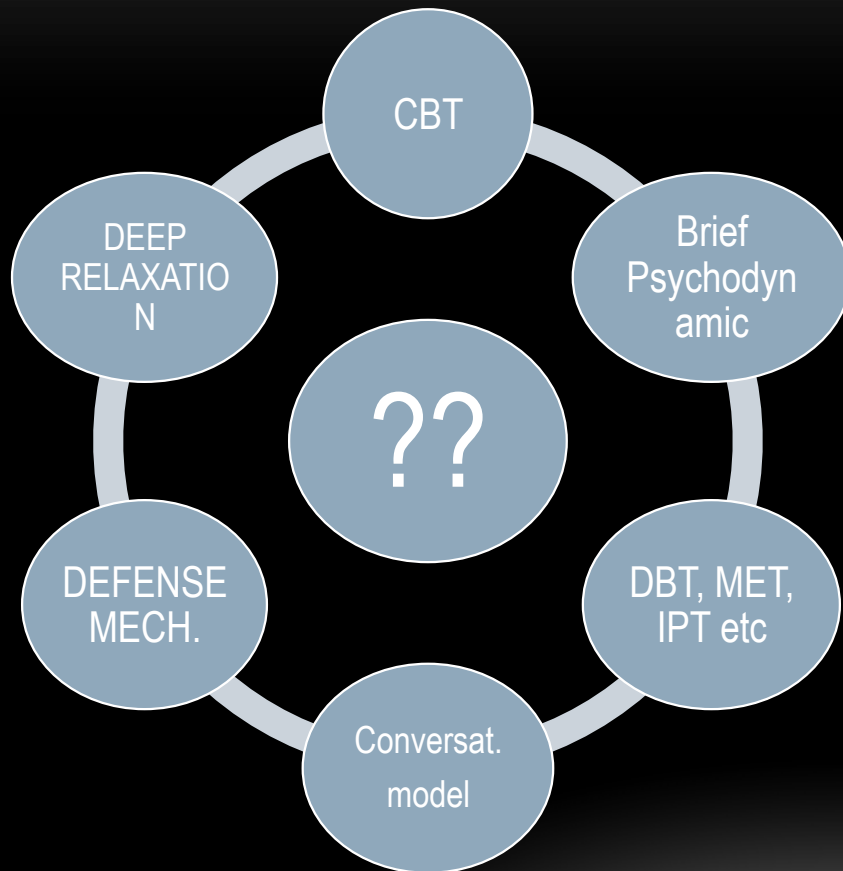 CBT
Brief
Psychodyn
amic
DBT, MET,
IPT etc
Conversat.
model
DEFENSE
MECH.
DEEP
RELAXATIO
N
??